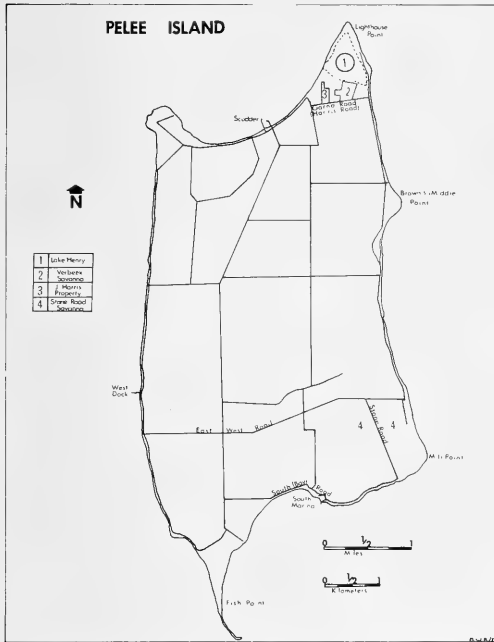 PELEE ISLAND
Lighthouse
Point
1
3
2
Garno Road
(Harris Road)
Scudder
N
Brown's Middle
Point
1 Lake Henry
2 Verbeek
Savanna
3 J. Harris
Property
4 Stone Road
Savanna
West
Dock
East West Road
Stone Road
4
4
Mill Point
South Bay Road
South
Marina
0 ½ 1
Miles
0 ½ 1
Kilometers
Fish Point